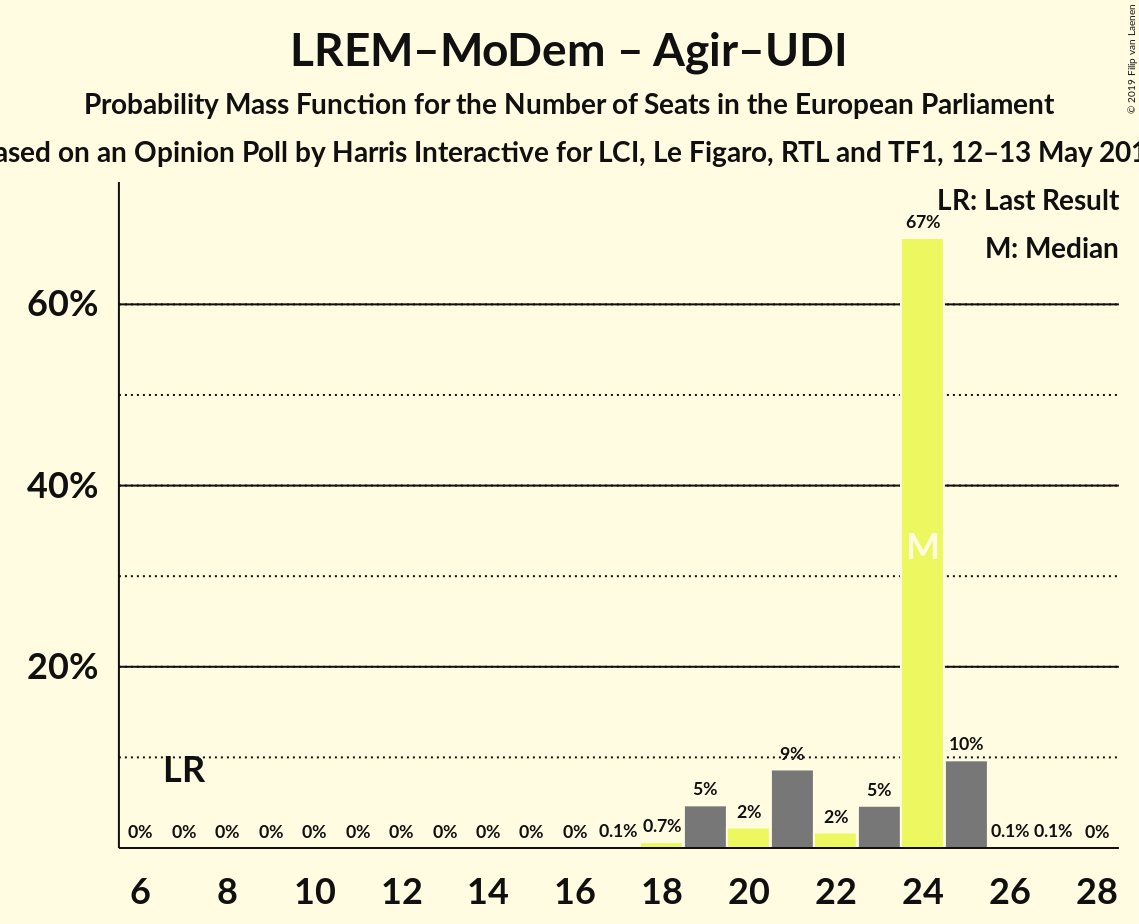 LREM–MoDem – Agir–UDI
Probability Mass Function for the Number of Seats in the European Parliament
ased on an Opinion Poll by Harris Interactive for LCI, Le Figaro, RTL and TF1, 12–13 May 201
© 2019 Filip van Laenen
LR: Last Result
M: Median
60%
40%
20%
LR
M
0% 0% 0% 0% 0% 0% 0% 0% 0% 0% 0% 0.1% 0.7% 5% 2% 9% 2% 5% 67% 10% 0.1% 0.1% 0%
6 8 10 12 14 16 18 20 22 24 26 28